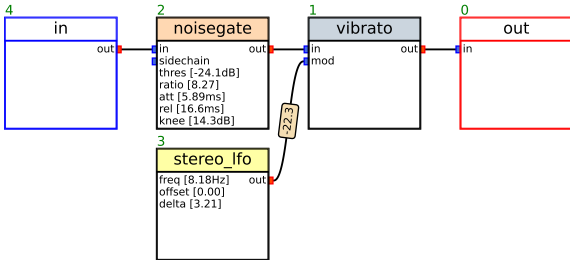 4 2 1 0
in noisegate vibrato out
out in out in out in
sidechain mod
thres [-24.1dB]
ratio [8.27]
att [5.89ms]
rel [16.6ms]
knee [14.3dB]
-22.3
3
stereo_lfo
freq [8.18Hz] out
offset [0.00]
delta [3.21]